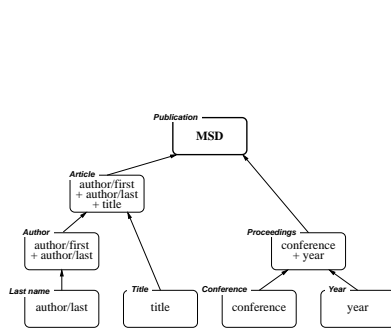 Publication
MSD
Article
author/first
+ author/last
+ title
Author
author/first
+ author/last
Proceedings
conference
+ year
Last name
author/last
Title
title
Conference
conference
Year
year